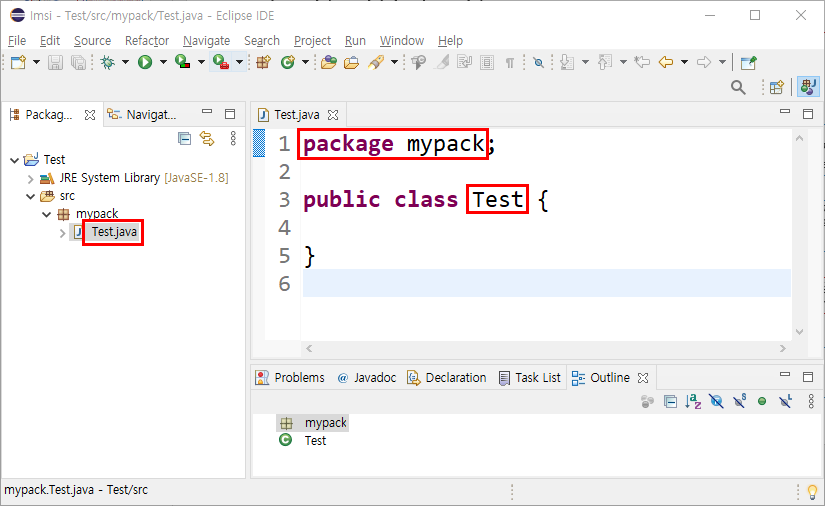 Imsi - Test/src/mypack/Test.java - Eclipse IDE
File Edit Source Refactor Navigate Search Project Run Window Help
Packag...
Navigat...
Test
JRE System Library [JavaSE-1.8]
src
mypack
Test.java
Test.java
1 package mypack;
2
3 public class Test {
4
5 }
6
Problems @ Javadoc Declaration Task List Outline
mypack
Test
mypack.Test.java - Test/src